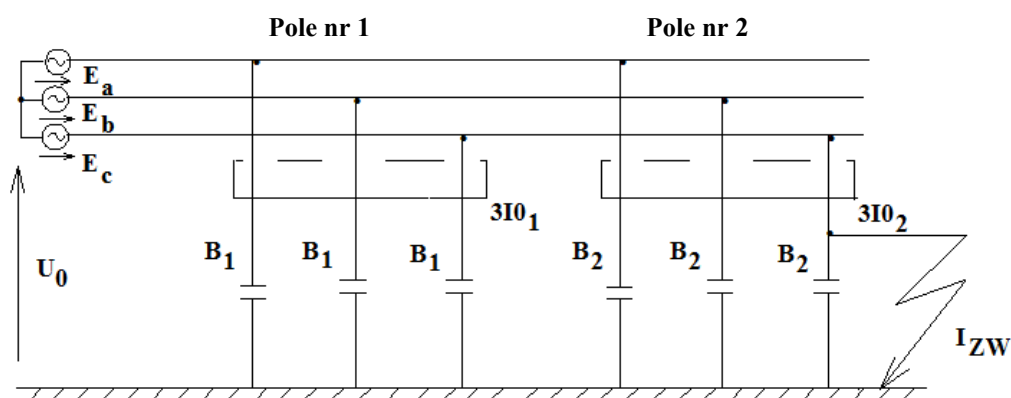 Pole nr 1
Pole nr 2
E_a
E_b
E_c
3I0_1
3I0_2
B_1 B_1 B_1 B_2 B_2 B_2
U_0
I_ZW